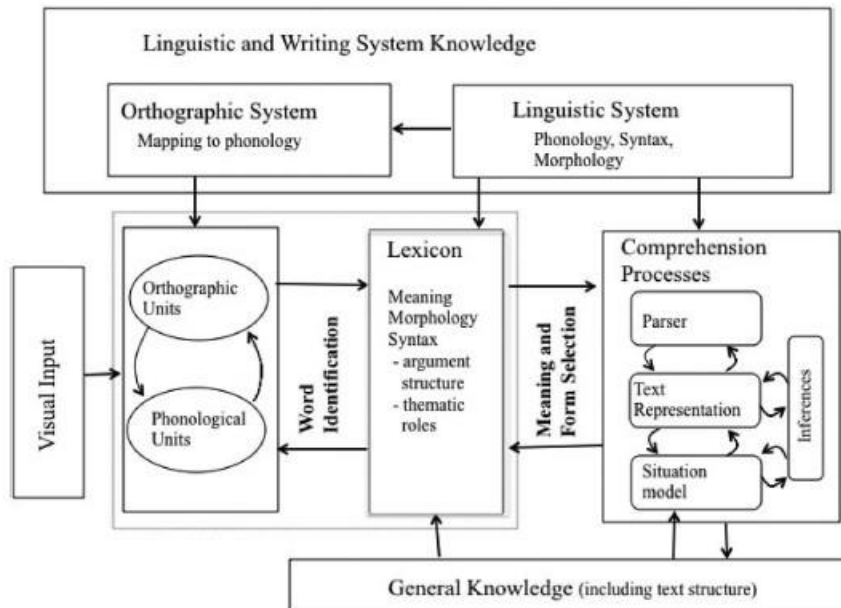 Linguistic and Writing System Knowledge
Orthographic System
Mapping to phonology
Linguistic System
Phonology, Syntax,
Morphology
Visual Input
Orthographic
Units
Phonological
Units
Word
Identification
Lexicon
Meaning
Morphology
Syntax
- argument
structure
- thematic
roles
Meaning and
Form Selection
Comprehension
Processes
Parser
Text
Representation
Situation
model
Inferences
General Knowledge (including text structure)